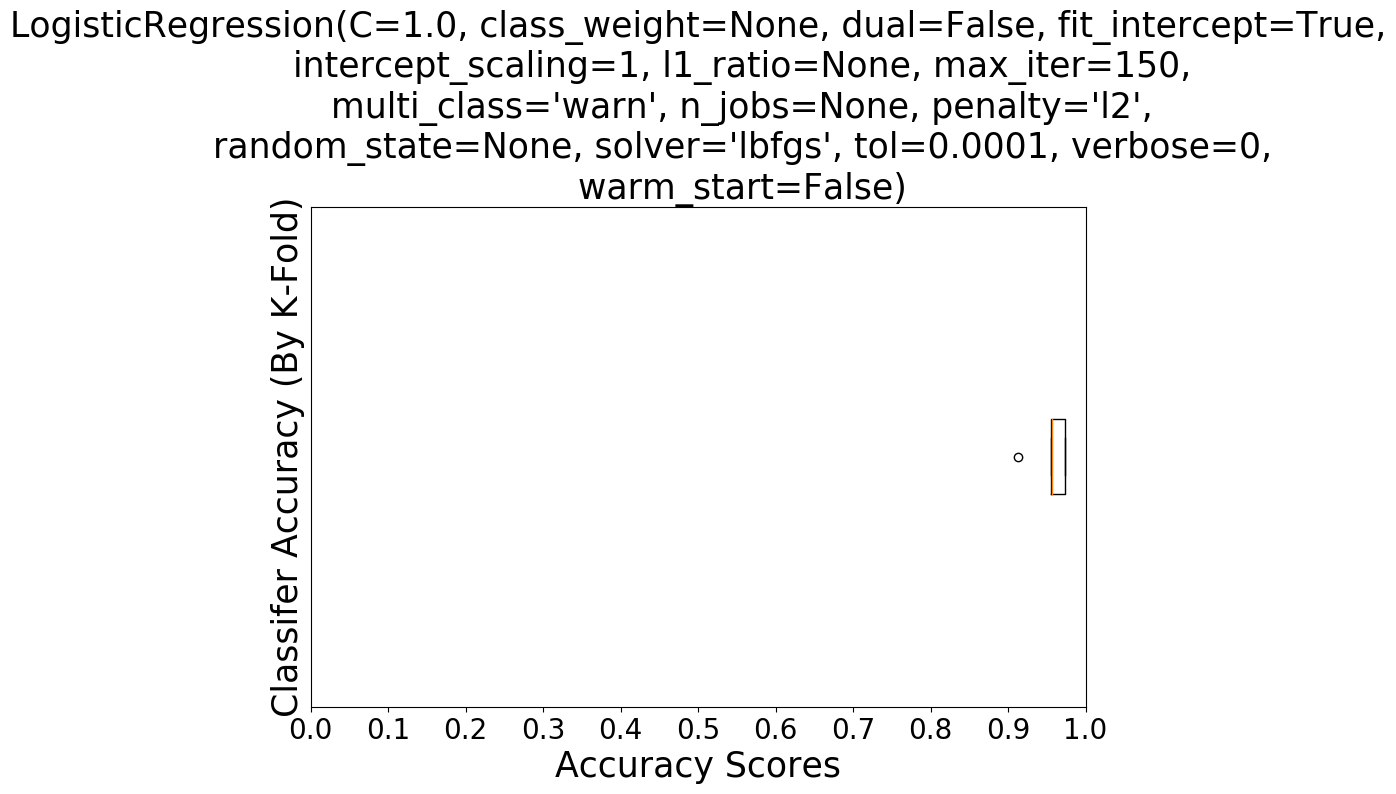 LogisticRegression(C=1.0, class_weight=None, dual=False, fit_intercept=True,
intercept_scaling=1, l1_ratio=None, max_iter=150,
multi_class='warn', n_jobs=None, penalty='l2',
random_state=None, solver='lbfgs', tol=0.0001, verbose=0,
warm_start=False)
Classifer Accuracy (By K-Fold)
0.0 0.1 0.2 0.3 0.4 0.5 0.6 0.7 0.8 0.9 1.0
Accuracy Scores